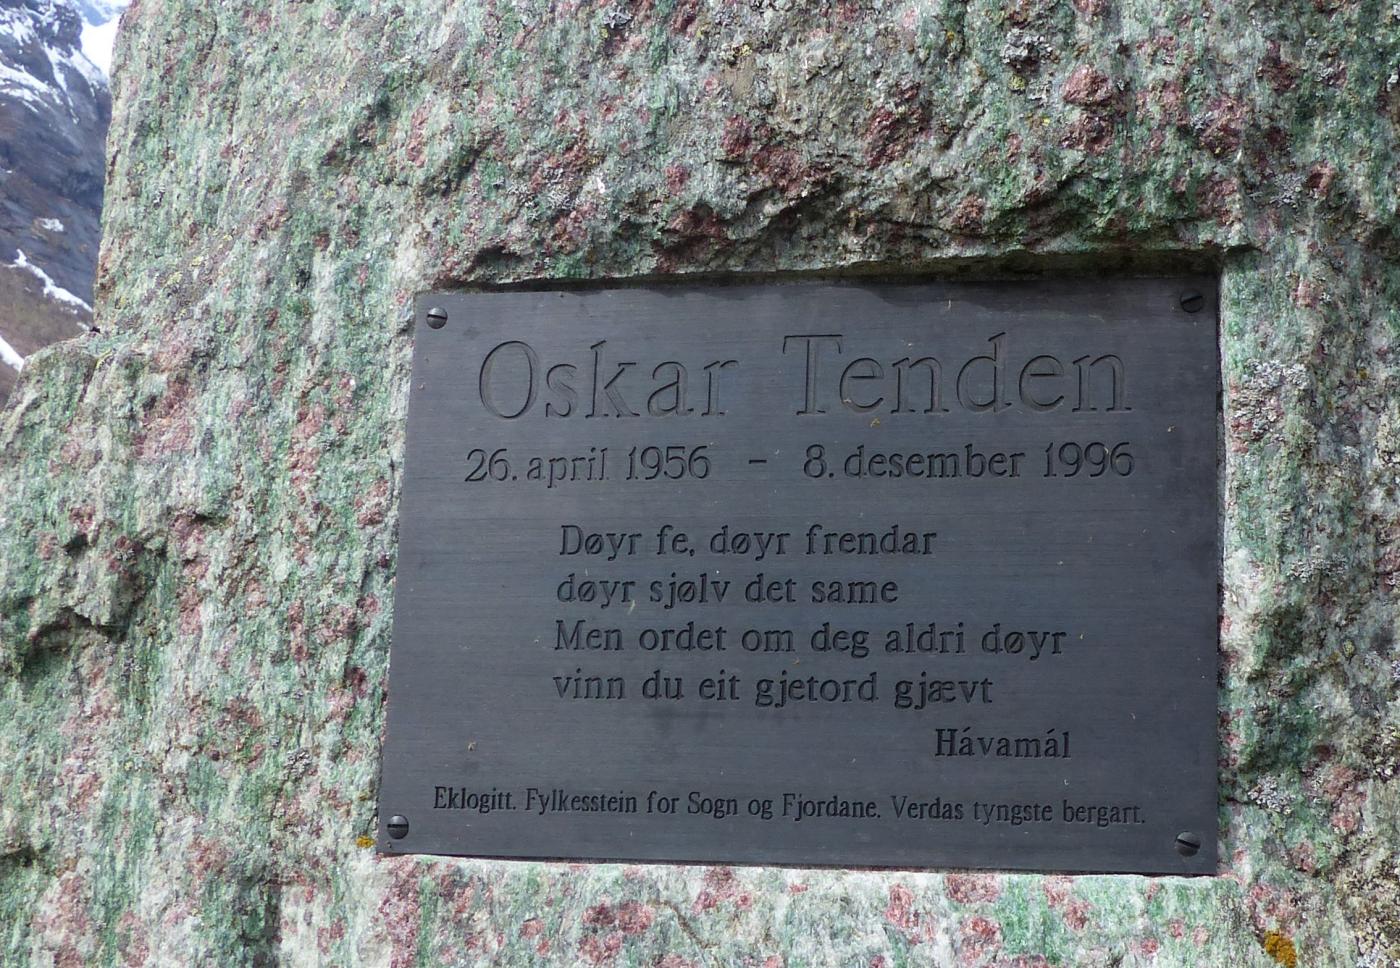 Oskar Tenden
26. april 1956 - 8. desember 1996
Døyr fe, døyr frendar
døyr sjølv det same
Men ordet om deg aldri døyr
vinn du eit gjetord gjævt
Hávamál
Eklogitt. Fylkesstein for Sogn og Fjordane. Verdas tyngste bergart.